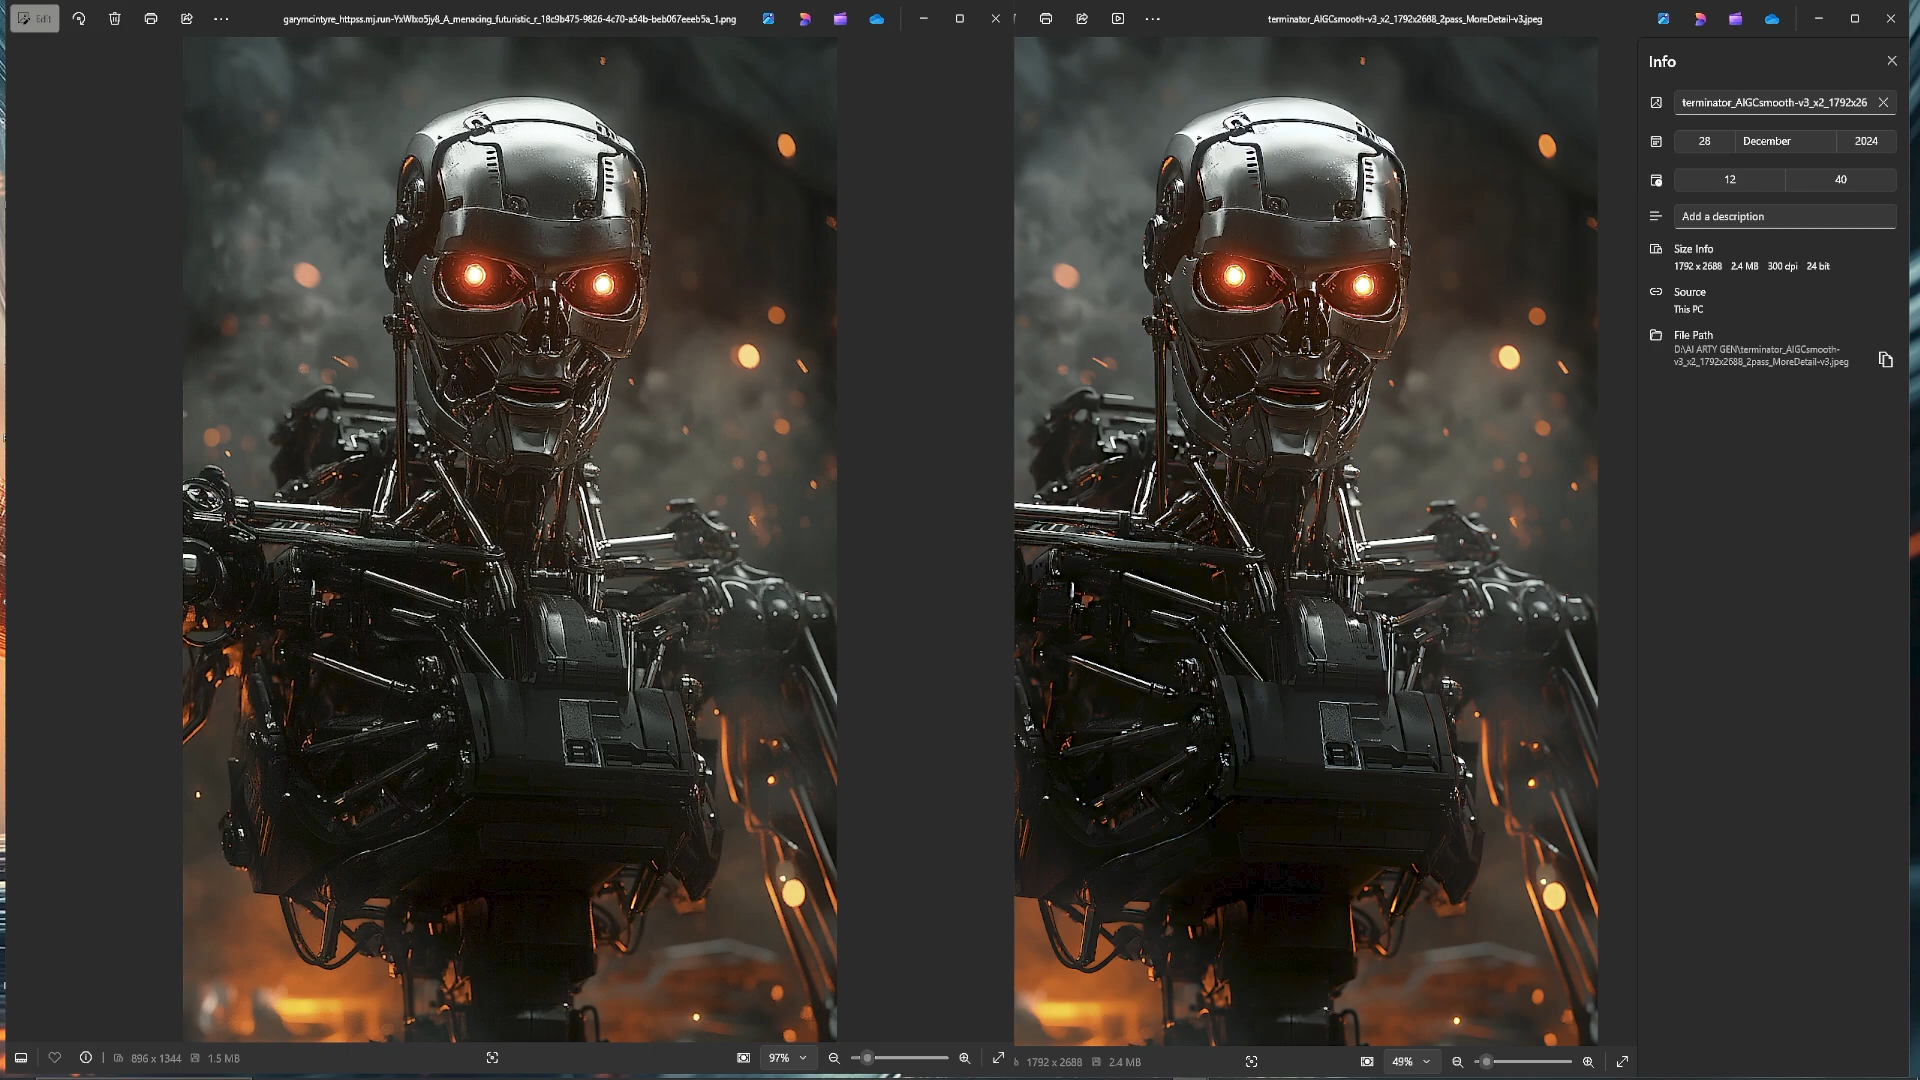 Edit
garymcintyre_httpss.mj.run-YxWlxo5jy8_A_menacing_futuristic_r_18c9b475-9826-4c70-a54b-beb067eeeb5a_1.png
terminator_AIGCsmooth-v3_x2_1792x2688_2pass_MoreDetail-v3.jpeg
Info
terminator_AIGCsmooth-v3_x2_1792x26
28 December 2024
12 40
Add a description
Size Info
1792 x 2688 2.4 MB 300 dpi 24 bit
Source
This PC
File Path
D:\AI ARTY GEN\terminator_AIGCsmooth-
v3_x2_1792x2688_2pass_MoreDetail-v3.jpeg
896 x 1344 1.5 MB
97%
1792 x 2688 2.4 MB
49%